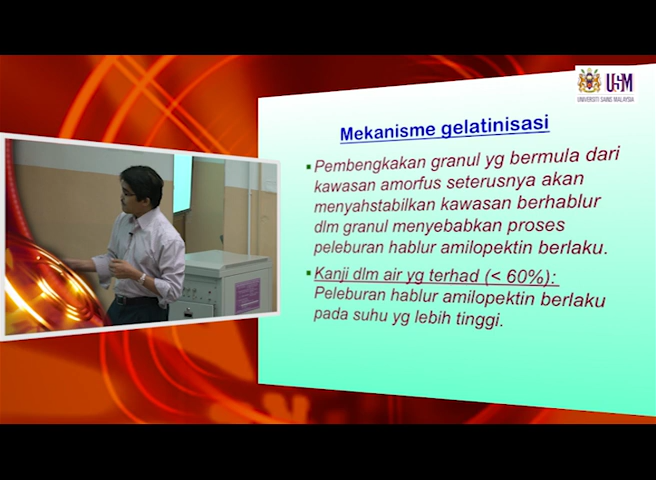 USM
UNIVERSITI SAINS MALAYSIA
Mekanisme gelatinisasi
Pembengkakan granul yg bermula dari
kawasan amorfus seterusnya akan
menyahstabilkan kawasan berhablur
dlm granul menyebabkan proses
peleburan hablur amilopektin berlaku.
Kanji dlm air yg terhad (< 60%):
Peleburan hablur amilopektin berlaku
pada suhu yg lebih tinggi.